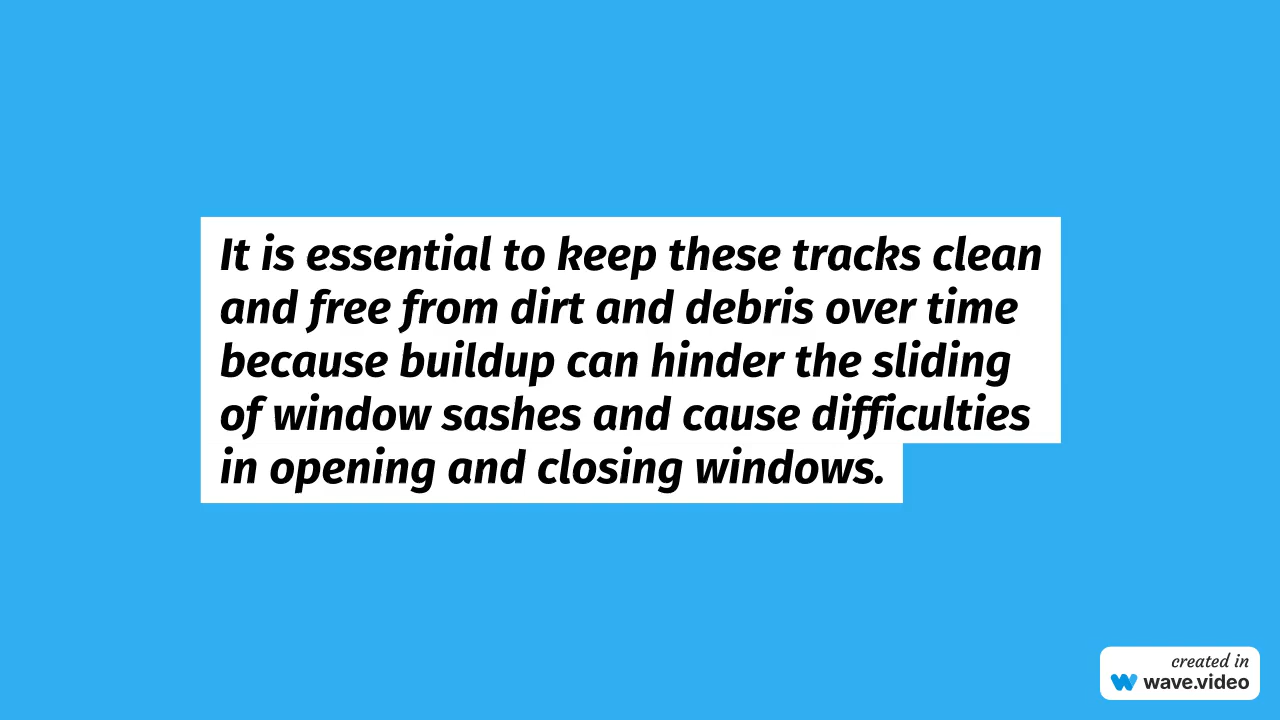 It is essential to keep these tracks clean
and free from dirt and debris over time
because buildup can hinder the sliding
of window sashes and cause difficulties
in opening and closing windows.
created in
wave.video